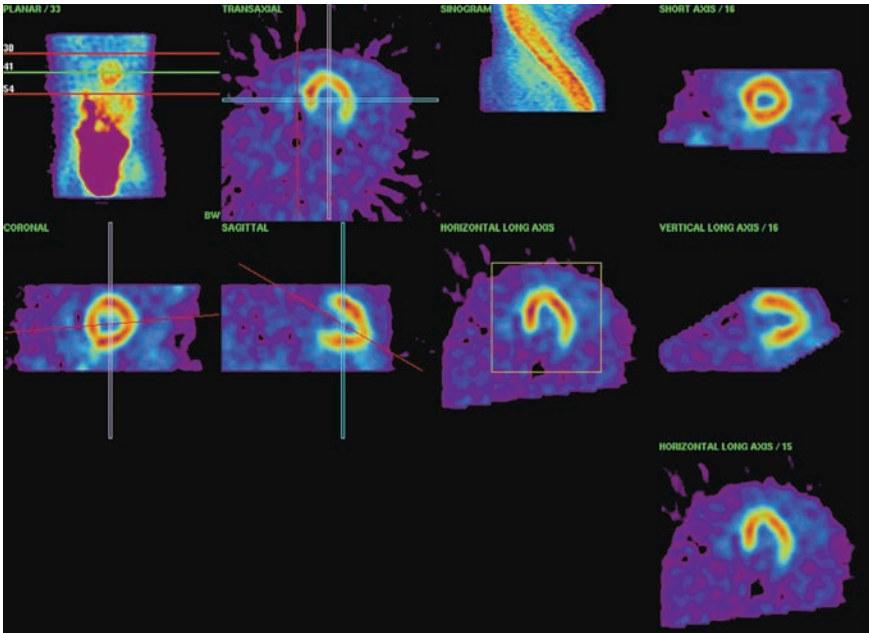 PLANAR / 33
TRANSAXIAL
SINOGRAM
SHORT AXIS / 16
38
41
54
BW
CORONAL
SAGITTAL
HORIZONTAL LONG AXIS
VERTICAL LONG AXIS / 16
HORIZONTAL LONG AXIS / 15